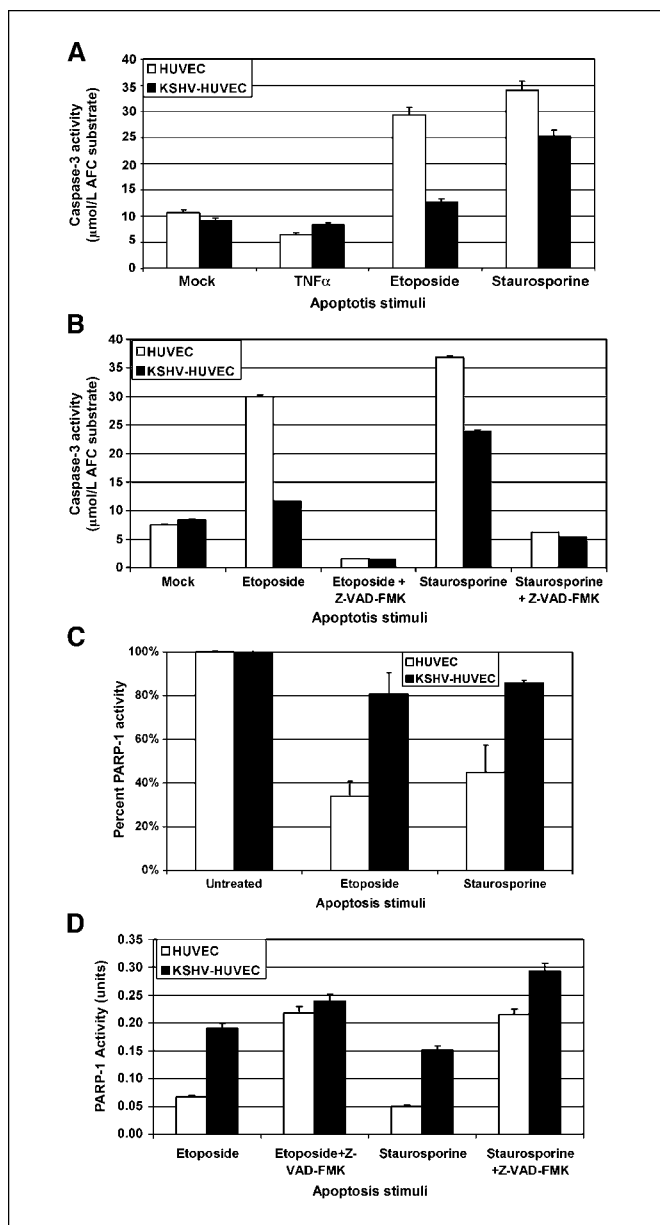 A
HUVEC
KSHV-HUVEC
Caspase-3 activity
(µmol/L AFC substrate)
40
35
30
25
20
15
10
5
0
Mock TNFα Etoposide Staurosporine
Apoptotis stimuli
B
HUVEC
KSHV-HUVEC
Caspase-3 activity
(µmol/L AFC substrate)
40
35
30
25
20
15
10
5
0
Mock Etoposide Etoposide + Staurosporine Staurosporine
Z-VAD-FMK + Z-VAD-FMK
Apoptotis stimuli
C
HUVEC
KSHV-HUVEC
Percent PARP-1 activity
100%
80%
60%
40%
20%
0%
Untreated Etoposide Staurosporine
Apoptosis stimuli
D
HUVEC
KSHV-HUVEC
PARP-1 Activity (units)
0.35
0.30
0.25
0.20
0.15
0.10
0.05
0.00
Etoposide Etoposide+Z- Staurosporine Staurosporine
VAD-FMK +Z-VAD-FMK
Apoptosis stimuli